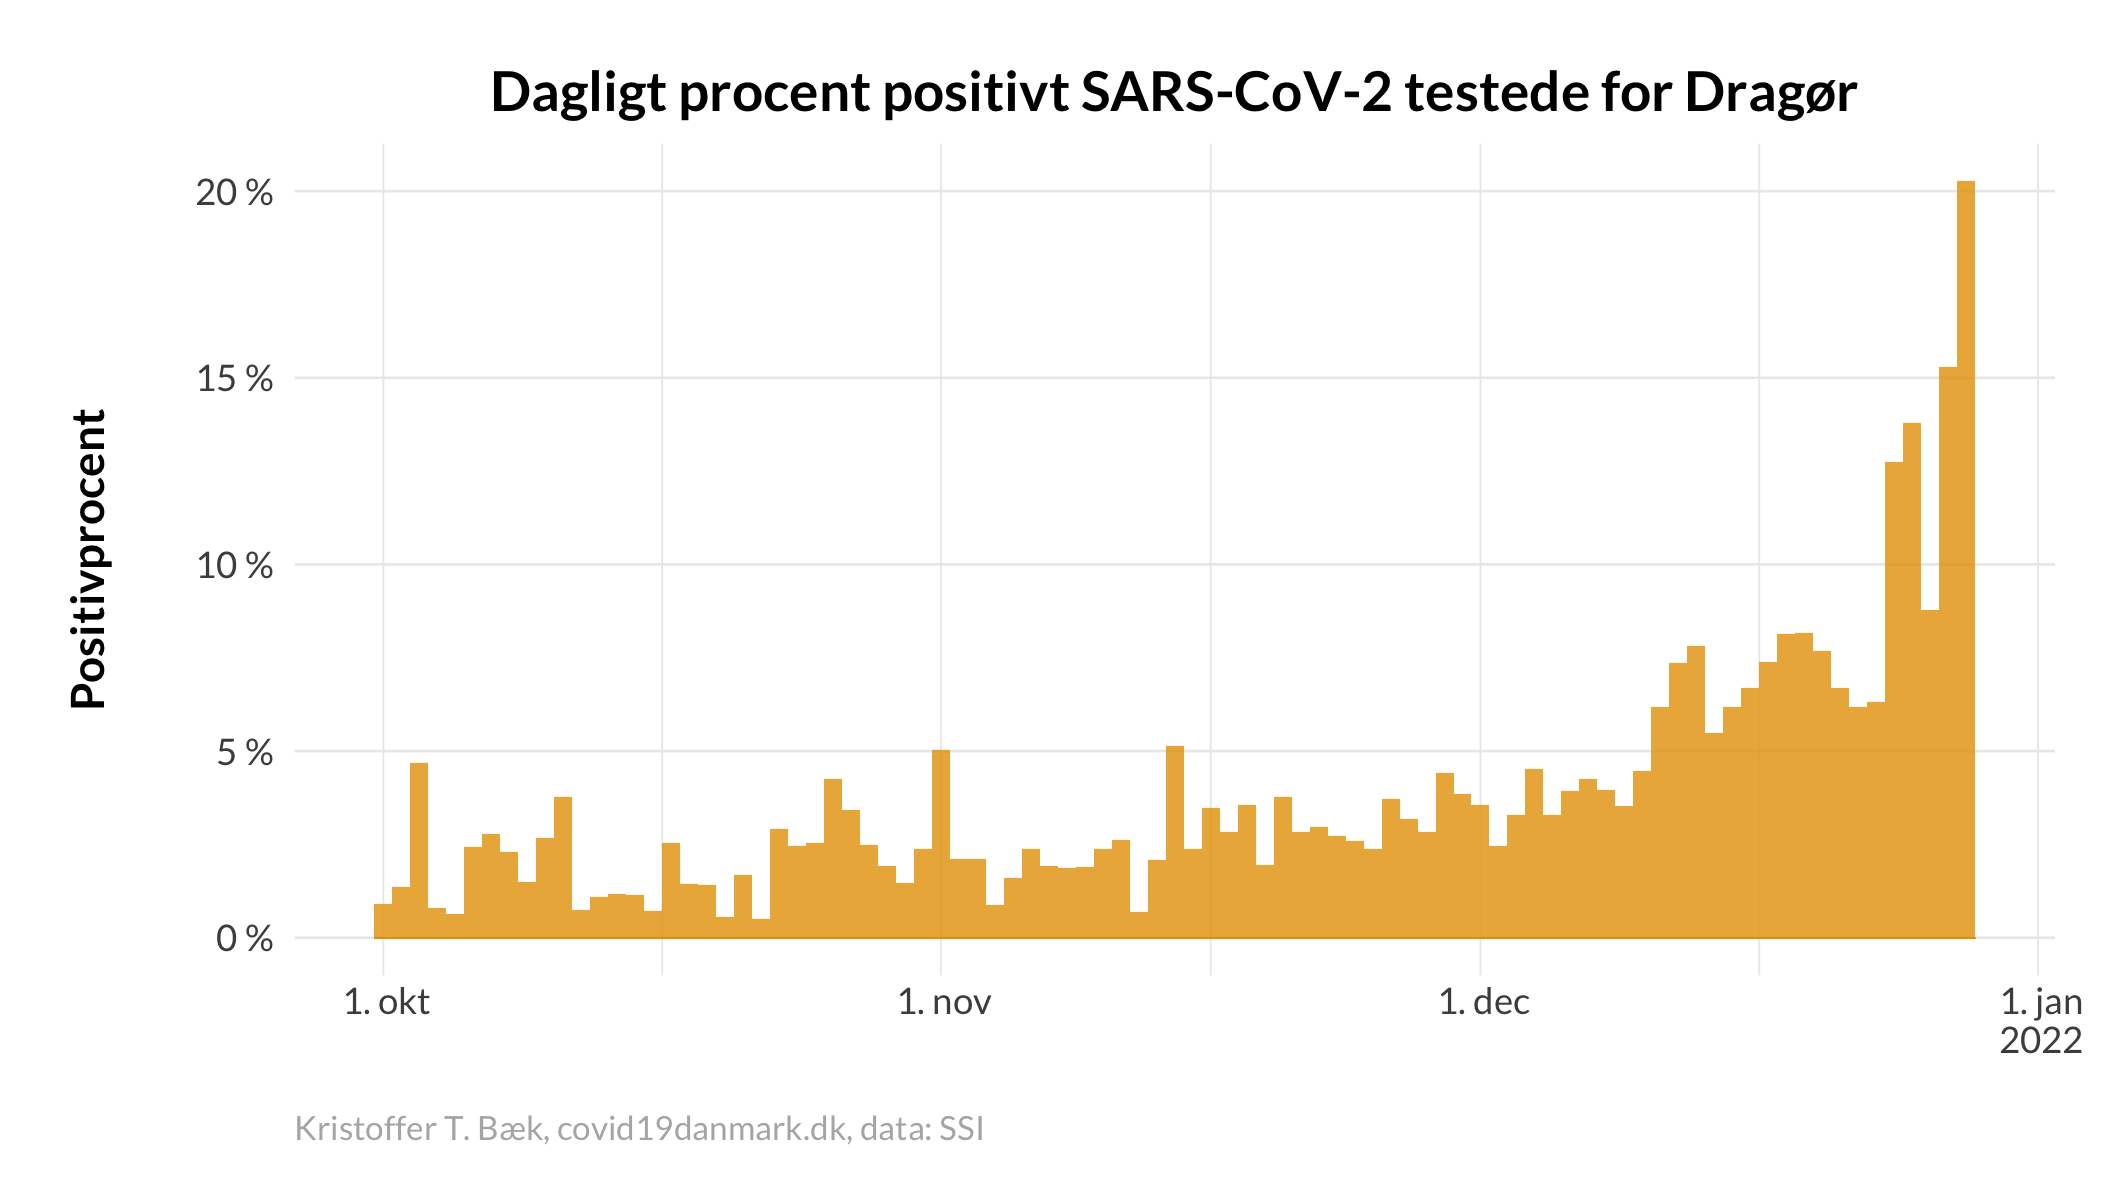 Dagligt procent positivt SARS-CoV-2 testede for Dragør
Positivprocent
20 %
15 %
10 %
5 %
0 %
1. okt
1. nov
1. dec
1. jan
2022
Kristoffer T. Bæk, covid19danmark.dk, data: SSI